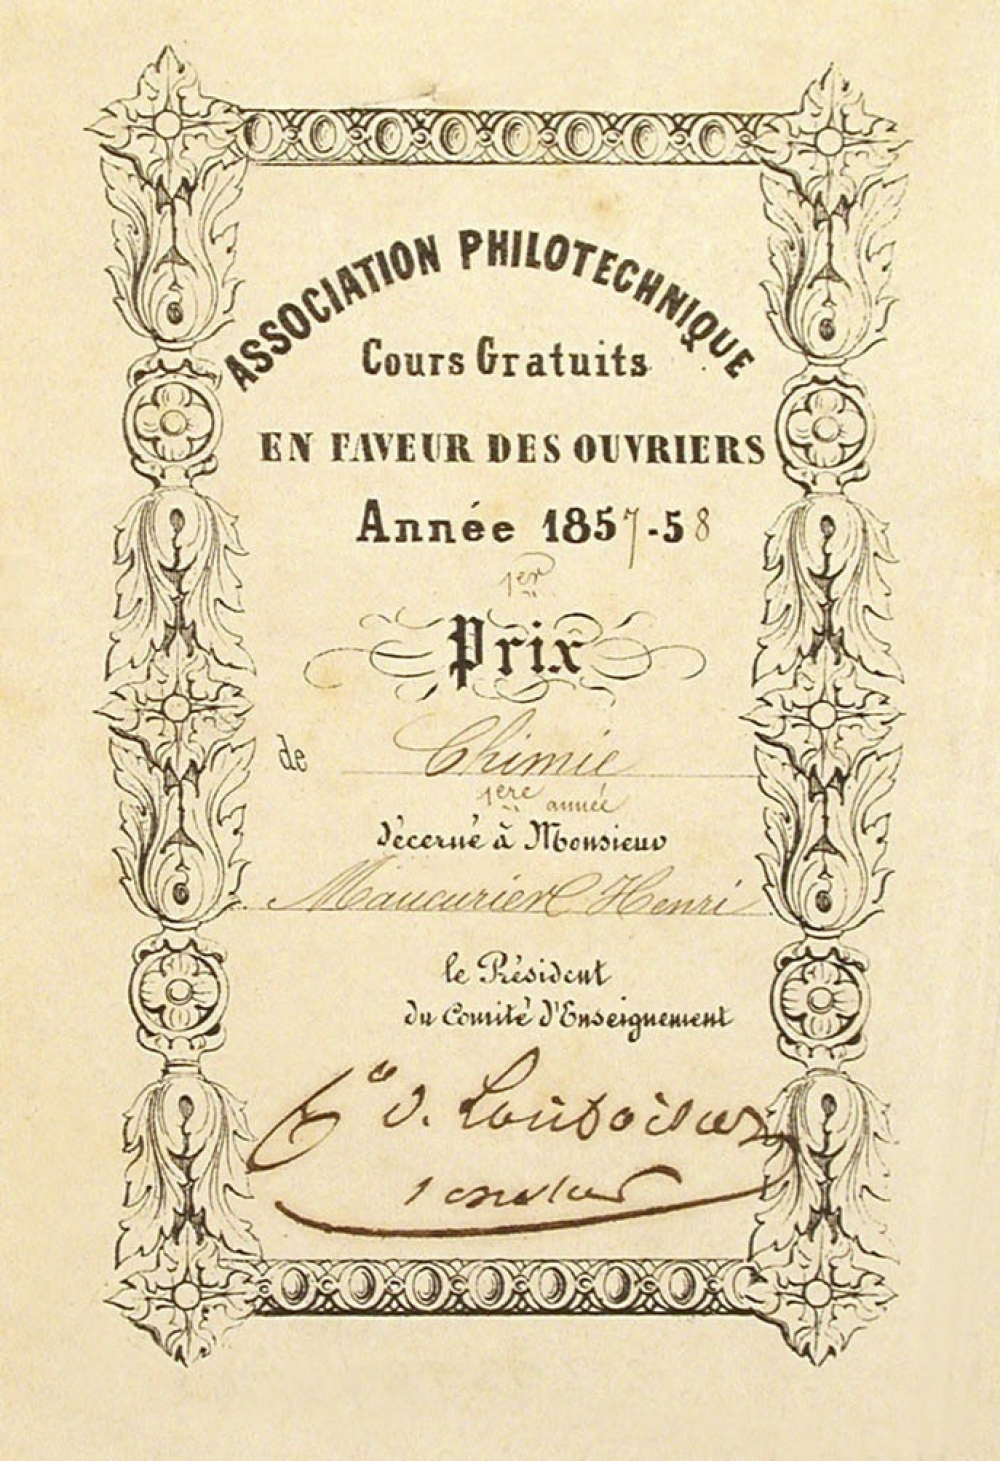 ASSOCIATION PHILOTECHNIQUE
Cours Gratuits
EN FAVEUR DES OUVRIERS
Année 1857-58
1er
Prix
de Chimie
1ère année
décerné à Monsieur
Maucurier Henri
le Président
du Comité d'Enseignement